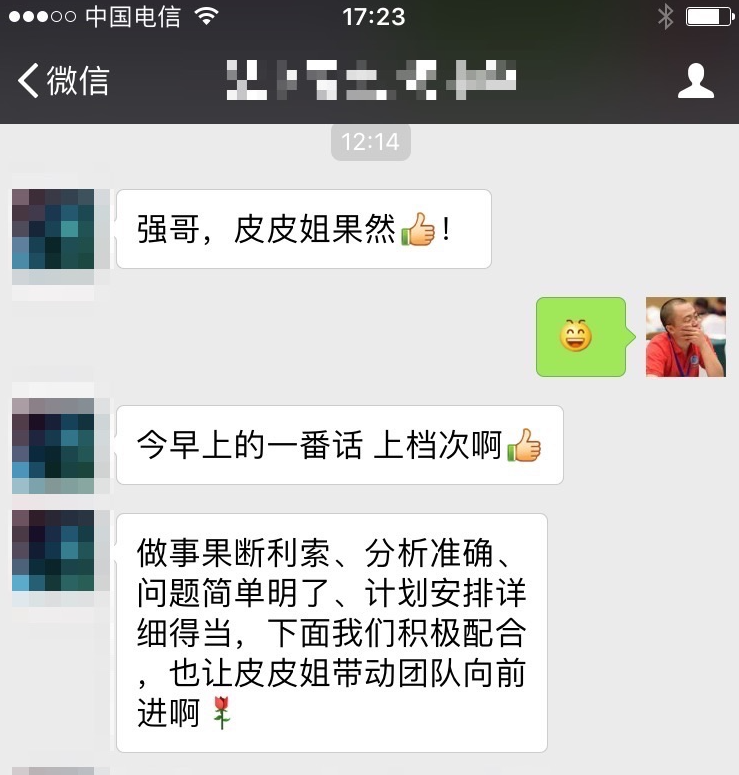 中国电信 17:23
微信
12:14
强哥，皮皮姐果然👍！
😄
今早上的一番话 上档次啊👍
做事果断利索、分析准确、
问题简单明了、计划安排详
细得当，下面我们积极配合
，也让皮皮姐带动团队向前
进啊🌹